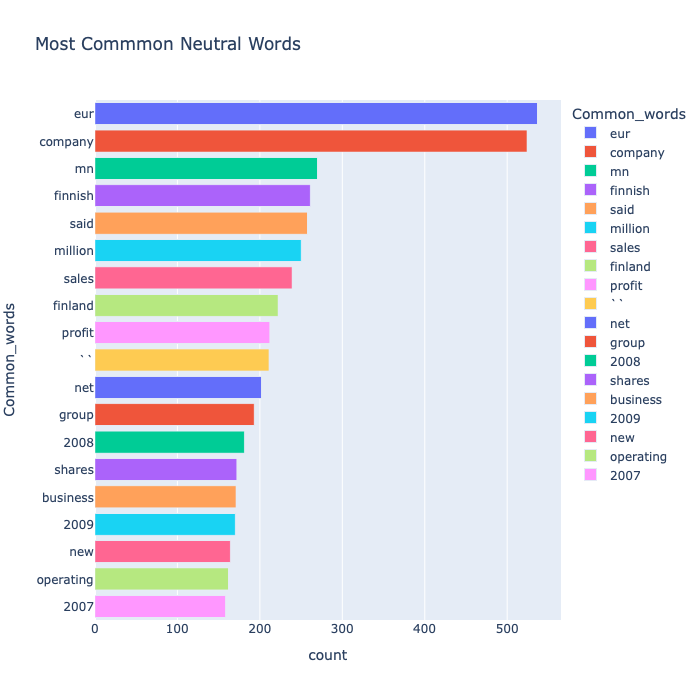 Most Commmon Neutral Words
Common_words
eur
company
mn
finnish
said
million
sales
finland
profit
``
net
group
2008
shares
business
2009
new
operating
2007
0 100 200 300 400 500
count
Common_words
eur
company
mn
finnish
said
million
sales
finland
profit
``
net
group
2008
shares
business
2009
new
operating
2007